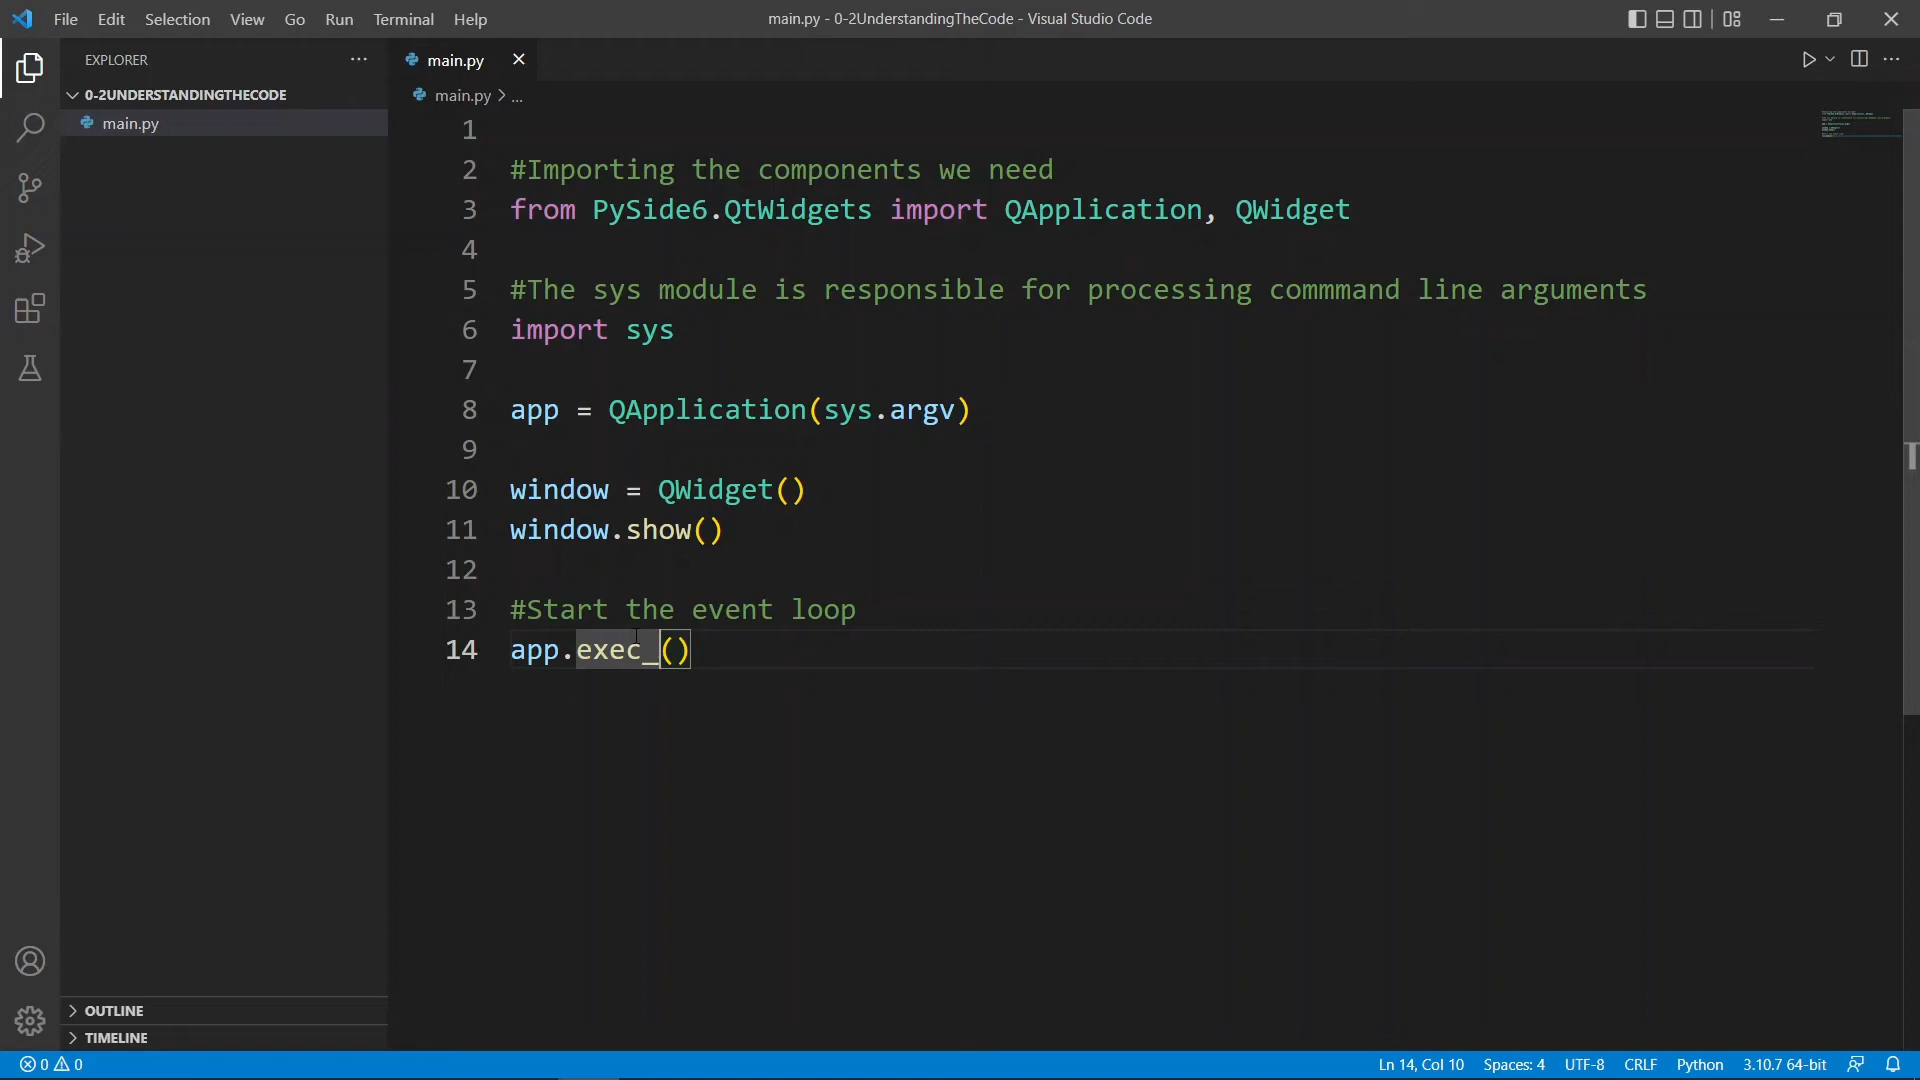 File Edit Selection View Go Run Terminal Help
main.py - 0-2UnderstandingTheCode - Visual Studio Code
EXPLORER
0-2UNDERSTANDINGTHECODE
main.py
OUTLINE
TIMELINE
main.py
main.py > ...
1
2 #Importing the components we need
3 from PySide6.QtWidgets import QApplication, QWidget
4
5 #The sys module is responsible for processing commmand line arguments
6 import sys
7
8 app = QApplication(sys.argv)
9
10 window = QWidget()
11 window.show()
12
13 #Start the event loop
14 app.exec_()
0 0 Ln 14, Col 10 Spaces: 4 UTF-8 CRLF Python 3.10.7 64-bit